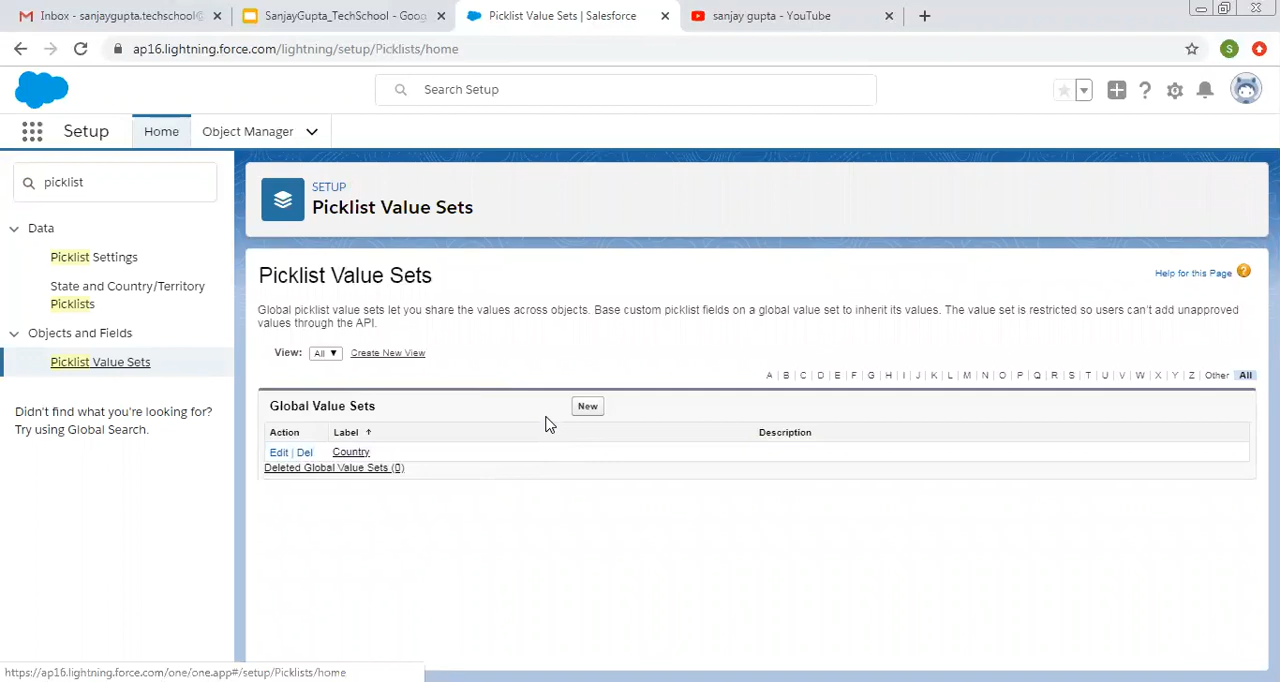 Inbox - sanjaygupta.techschool@
SanjayGupta_TechSchool - Goog
Picklist Value Sets | Salesforce
sanjay gupta - YouTube
ap16.lightning.force.com/lightning/setup/Picklists/home
S
Search Setup
Setup
Home
Object Manager
picklist
Data
Picklist Settings
State and Country/Territory
Picklists
Objects and Fields
Picklist Value Sets
Didn't find what you're looking for?
Try using Global Search.
SETUP
Picklist Value Sets
Picklist Value Sets
Help for this Page ?
Global picklist value sets let you share the values across objects. Base custom picklist fields on a global value set to inherit its values. The value set is restricted so users can't add unapproved
values through the API.
View: All Create New View
A B C D E F G H I J K L M N O P Q R S T U V W X Y Z Other All
Global Value Sets New
Action Label Description
Edit | Del Country
Deleted Global Value Sets (0)
https://ap16.lightning.force.com/one/one.app#/setup/Picklists/home